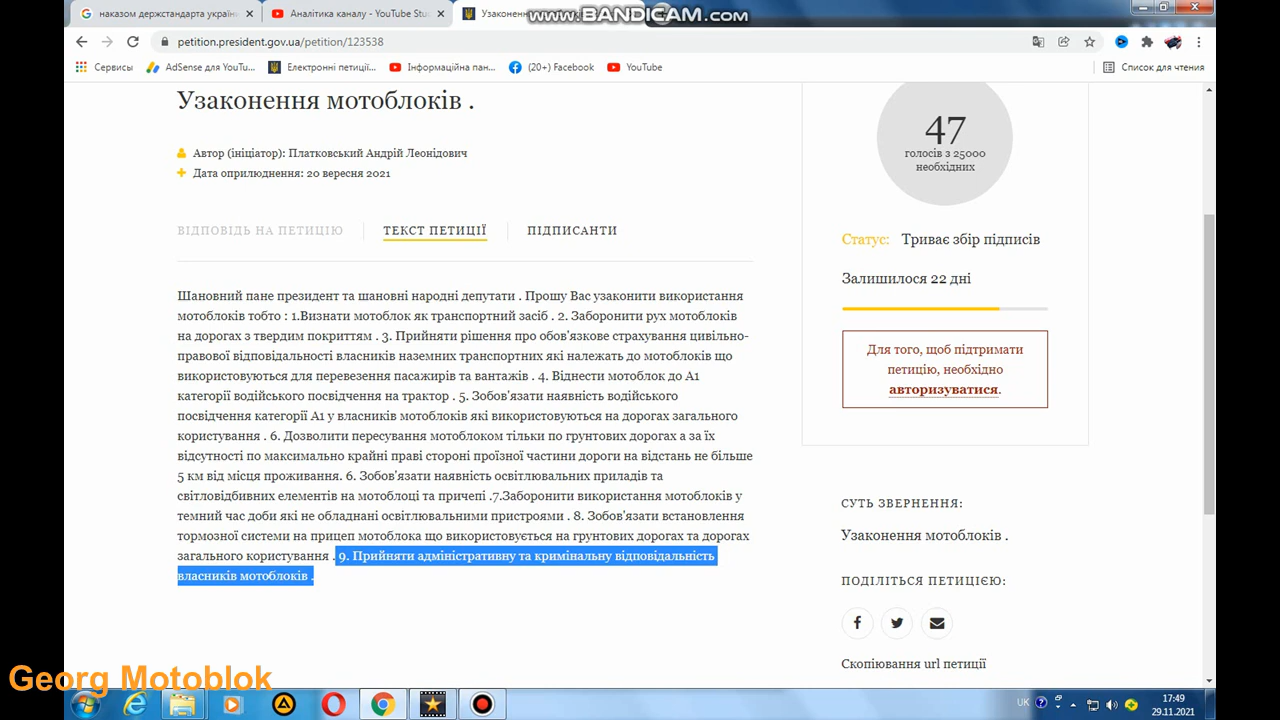 www.BANDICAM.com
наказом держстандарта україн
Аналітика каналу - YouTube Stu
Узаконен
petition.president.gov.ua/petition/123538
Сервисы
AdSense для YouTu...
Електронні петиції...
Інформаційна пан...
(20+) Facebook
YouTube
Список для чтения
Узаконення мотоблоків .
Автор (ініціатор): Платковський Андрій Леонідович
Дата оприлюднення: 20 вересня 2021
ВІДПОВІДЬ НА ПЕТИЦІЮ
ТЕКСТ ПЕТИЦІЇ
ПІДПИСАТИ
Шановний пане президент та шановні народні депутати . Прошу Вас узаконити використання
мотоблоків тобто : 1.Визнати мотоблок як транспортний засіб . 2. Заборонити рух мотоблоків
на дорогах з твердим покриттям . 3. Прийняти рішення про обов'язкове страхування цивільно-
правової відповідальності власників наземних транспортних які належать до мотоблоків що
використовуються для перевезення пасажирів та вантажів . 4. Віднести мотоблок до А1
категорії водійського посвідчення на трактор . 5. Зобов'язати наявність водійського
посвідчення категорії А1 у власників мотоблоків які використовуються на дорогах загального
користування . 6. Дозволити пересування мотоблоком тільки по грунтових дорогах а за їх
відсутності по максимально крайні праві стороні проїзної частини дороги на відстань не більше
5 км від місця проживання. 6. Зобов'язати наявність освітлювальних приладів та
світловідбивних елементів на мотоблоці та причепі .7.Заборонити використання мотоблоків у
темний час доби які не обладнані освітлювальними пристроями . 8. Зобов'язати встановлення
тормозної системи на прицеп мотоблока що використовується на грунтових дорогах та дорогах
загального користування . 9. Прийняти адміністративну та кримінальну відповідальність
власників мотоблоків .
47
голосів з 25000
необхідних
Статус: Триває збір підписів
Залишилося 22 дні
Для того, щоб підтримати
петицію, необхідно
авторизуватися.
СУТЬ ЗВЕРНЕННЯ:
Узаконення мотоблоків .
ПОДІЛІТЬСЯ ПЕТИЦІЄЮ:
Скопіювання url петиції
Georg Motoblok
UK
17:49
29.11.2021